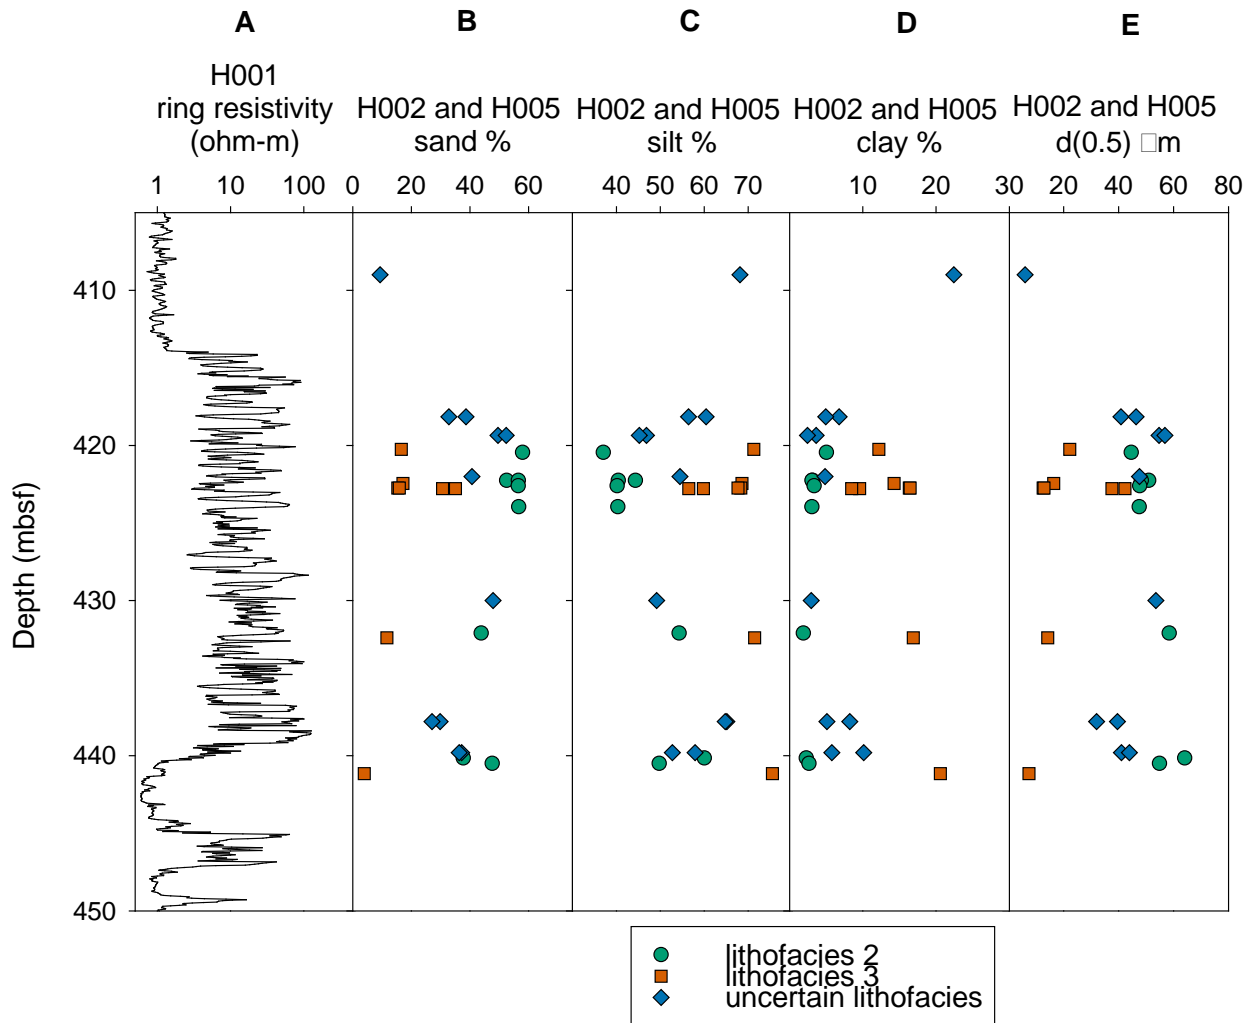 A B C D E
H001
ring resistivity
(ohm-m)
H002 and H005
sand %
H002 and H005
silt %
H002 and H005
clay %
H002 and H005
d(0.5) □m
1 10 100 0 20 40 60 40 50 60 70 10 20 30 20 40 60 80
410
420
430
440
450
Depth (mbsf)
lithofacies 2
lithofacies 3
uncertain lithofacies